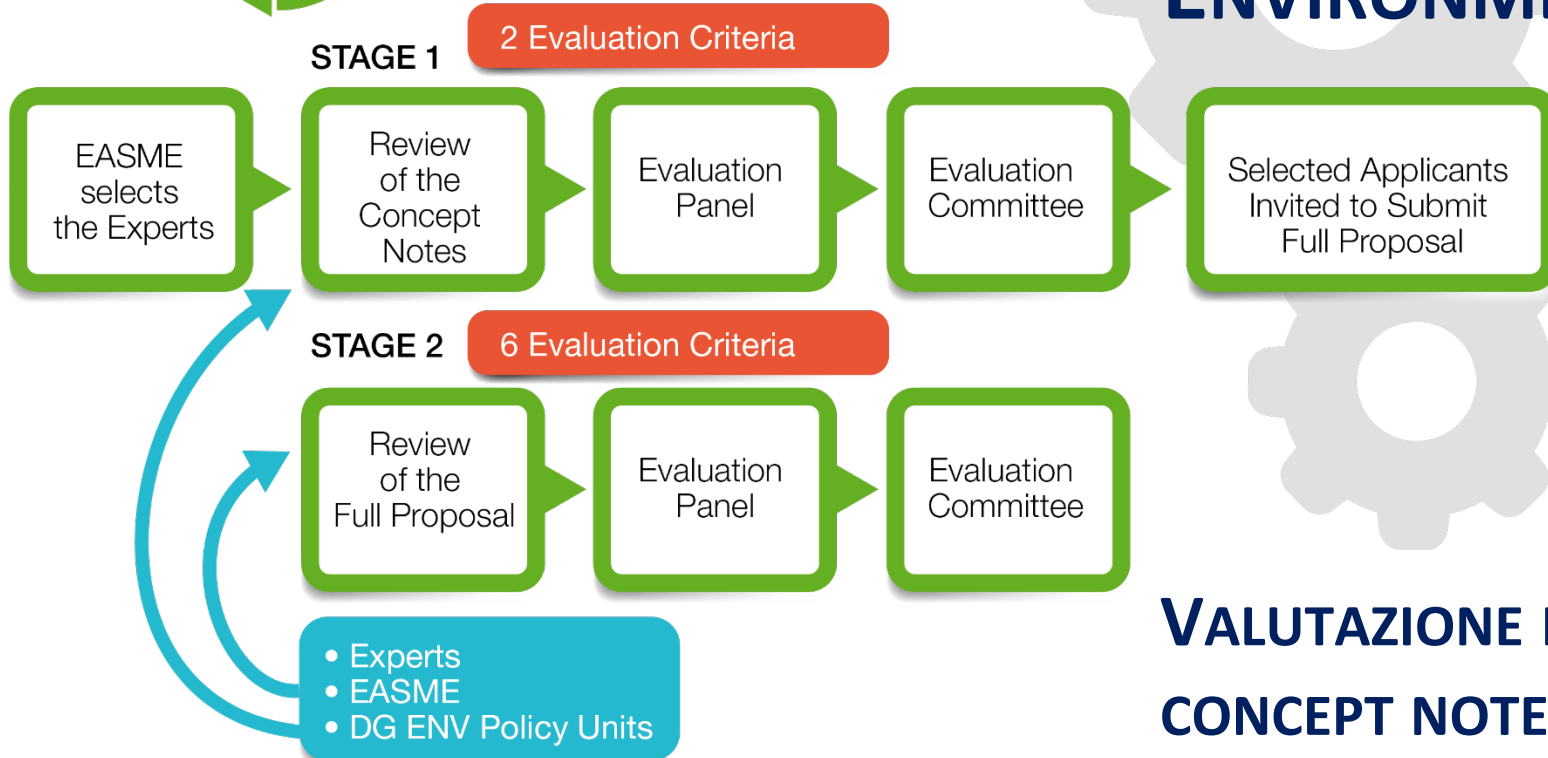 STAGE 1
2 Evaluation Criteria
EASME
selects
the Experts
Review
of the
Concept
Notes
Evaluation
Panel
Evaluation
Committee
Selected Applicants
Invited to Submit
Full Proposal
STAGE 2
6 Evaluation Criteria
Review
of the
Full Proposal
Evaluation
Panel
Evaluation
Committee
• Experts
• EASME
• DG ENV Policy Units
VALUTAZIONE
CONCEPT NOTE